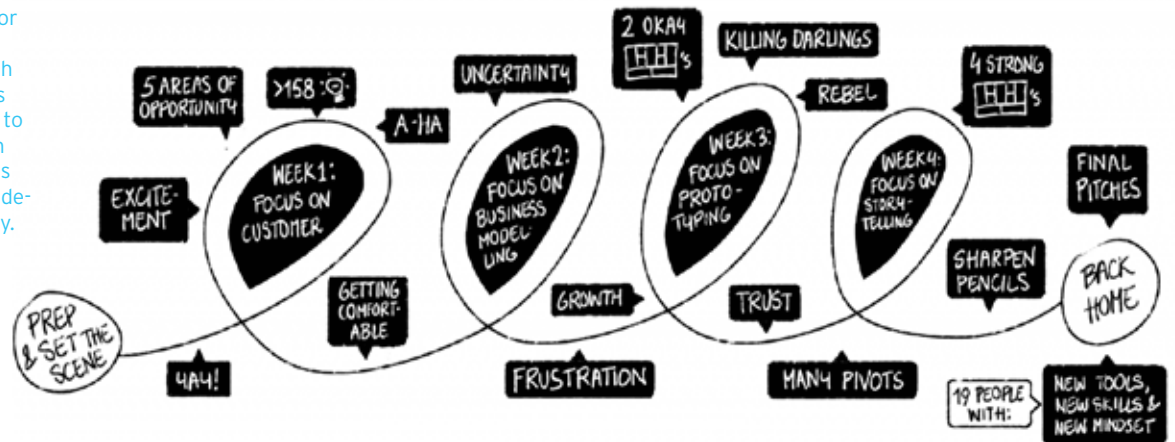 or
h
s
to
n
s
de-
y.
PREP
& SET THE
SCENE
YAY!
EXCITE-
MENT
5 AREAS OF
OPPORTUNITY
>158
A-HA
WEEK 1:
FOCUS ON
CUSTOMER
GETTING
COMFORT-
ABLE
UNCERTAINTY
WEEK 2:
FOCUS ON
BUSINESS
MODEL-
LING
FRUSTRATION
GROWTH
2 OKAY
's
KILLING DARLINGS
REBEL
WEEK 3:
FOCUS ON
PROTO-
TYPING
TRUST
MANY PIVOTS
WEEK 4:
FOCUS ON
STORY-
TELLING
4 STRONG
's
SHARPEN
PENCILS
FINAL
PITCHES
BACK
HOME
19 PEOPLE
WITH:
NEW TOOLS,
NEW SKILLS &
NEW MINDSET